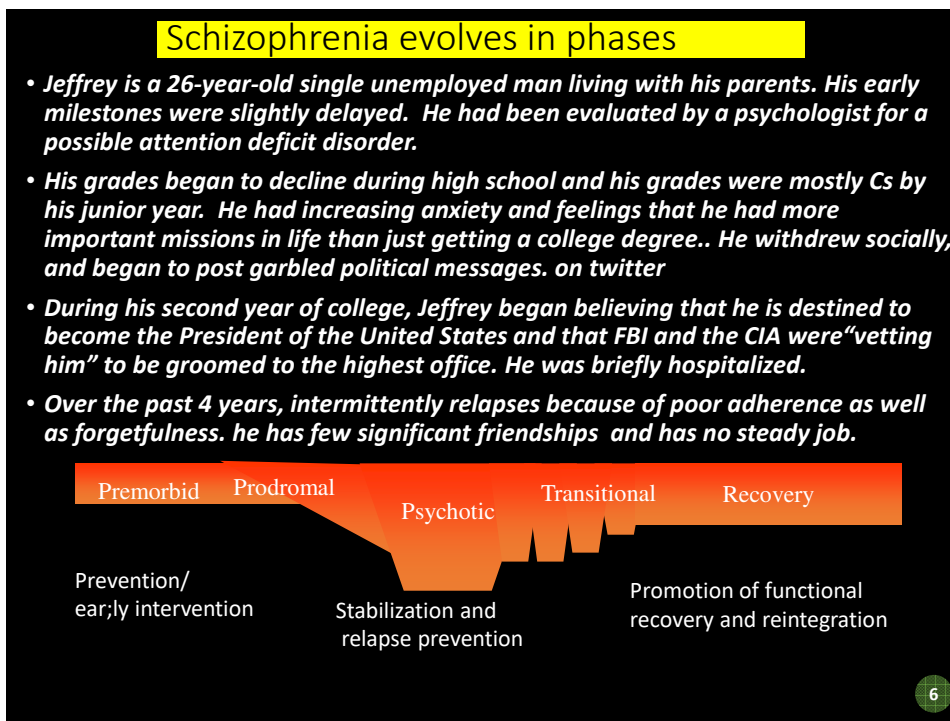 Schizophrenia evolves in phases
• Jeffrey is a 26-year-old single unemployed man living with his parents. His early
milestones were slightly delayed.  He had been evaluated by a psychologist for a
possible attention deficit disorder.
• His grades began to decline during high school and his grades were mostly Cs by
his junior year.  He had increasing anxiety and feelings that he had more
important missions in life than just getting a college degree.. He withdrew socially,
and began to post garbled political messages. on twitter
• During his second year of college, Jeffrey began believing that he is destined to
become the President of the United States and that FBI and the CIA were“vetting
him” to be groomed to the highest office. He was briefly hospitalized.
• Over the past 4 years, intermittently relapses because of poor adherence as well
as forgetfulness. he has few significant friendships  and has no steady job.
Premorbid
Prodromal
Psychotic
Transitional
Recovery
Prevention/
ear;ly intervention
Stabilization and
relapse prevention
Promotion of functional
recovery and reintegration
6